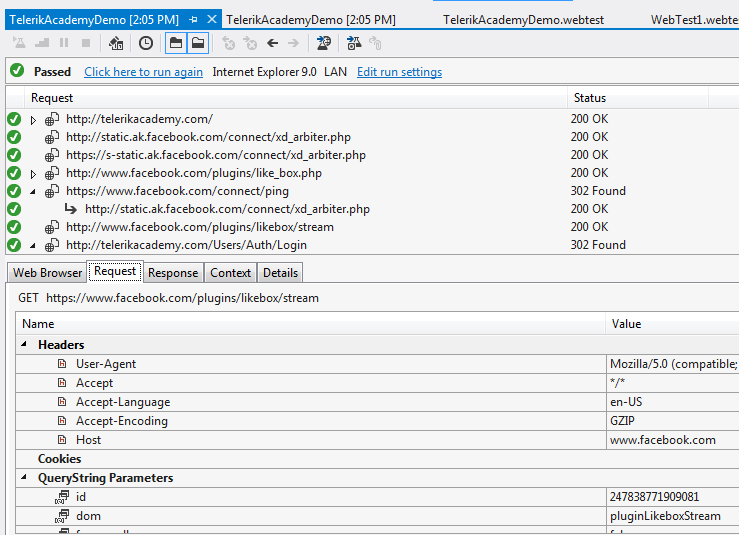 TelerikAcademyDemo [2:05 PM] TelerikAcademyDemo [2:05 PM] TelerikAcademyDemo.webtest WebTest1.webte
Passed Click here to run again Internet Explorer 9.0 LAN Edit run settings
Request Status
http://telerikacademy.com/ 200 OK
http://static.ak.facebook.com/connect/xd_arbiter.php 200 OK
https://s-static.ak.facebook.com/connect/xd_arbiter.php 200 OK
http://www.facebook.com/plugins/like_box.php 200 OK
https://www.facebook.com/connect/ping 302 Found
http://static.ak.facebook.com/connect/xd_arbiter.php 200 OK
http://www.facebook.com/plugins/likebox/stream 200 OK
http://telerikacademy.com/Users/Auth/Login 302 Found
Web Browser Request Response Context Details
GET https://www.facebook.com/plugins/likebox/stream
Name Value
Headers
User-Agent Mozilla/5.0 (compatible;
Accept */*
Accept-Language en-US
Accept-Encoding GZIP
Host www.facebook.com
Cookies
QueryString Parameters
id 247838771909081
dom pluginLikeboxStream